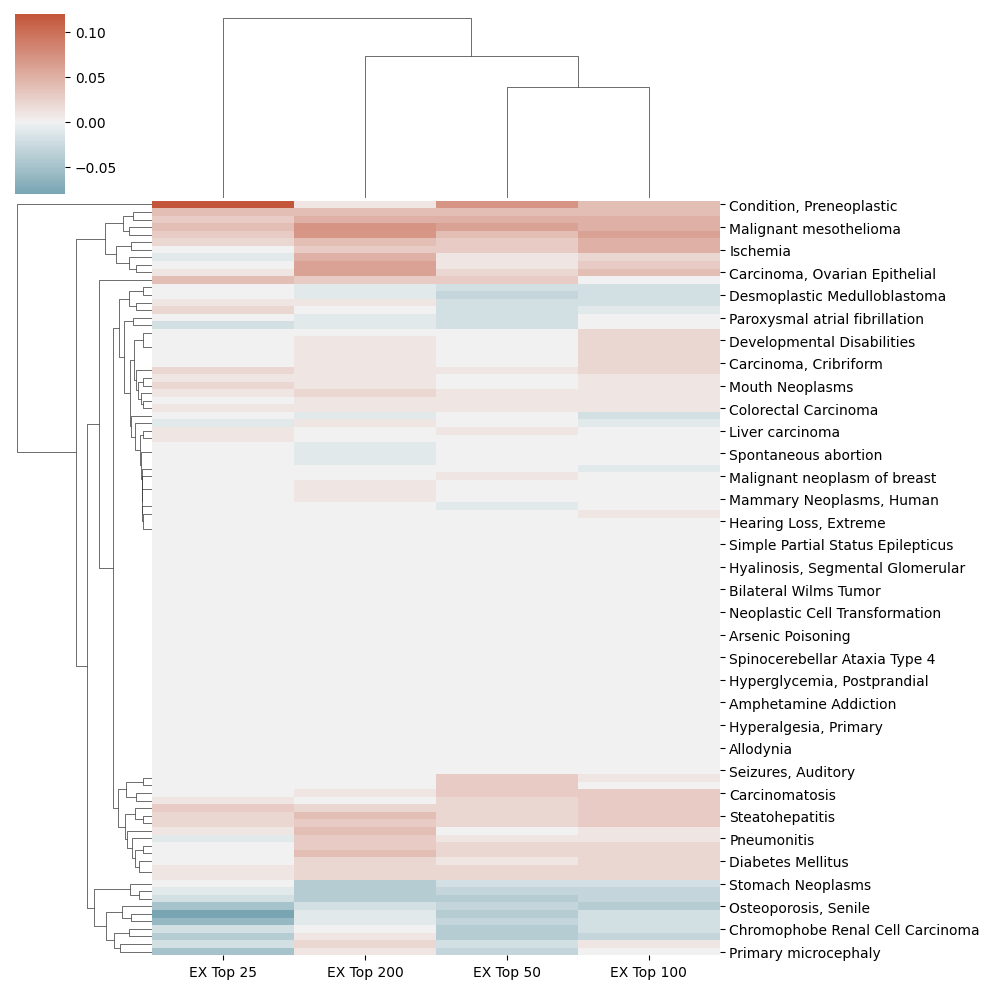 0.10
0.05
0.00
−0.05
Condition, Preneoplastic
Malignant mesothelioma
Ischemia
Carcinoma, Ovarian Epithelial
Desmoplastic Medulloblastoma
Paroxysmal atrial fibrillation
Developmental Disabilities
Carcinoma, Cribriform
Mouth Neoplasms
Colorectal Carcinoma
Liver carcinoma
Spontaneous abortion
Malignant neoplasm of breast
Mammary Neoplasms, Human
Hearing Loss, Extreme
Simple Partial Status Epilepticus
Hyalinosis, Segmental Glomerular
Bilateral Wilms Tumor
Neoplastic Cell Transformation
Arsenic Poisoning
Spinocerebellar Ataxia Type 4
Hyperglycemia, Postprandial
Amphetamine Addiction
Hyperalgesia, Primary
Allodynia
Seizures, Auditory
Carcinomatosis
Steatohepatitis
Pneumonitis
Diabetes Mellitus
Stomach Neoplasms
Osteoporosis, Senile
Chromophobe Renal Cell Carcinoma
Primary microcephaly
EX Top 25 EX Top 200 EX Top 50 EX Top 100